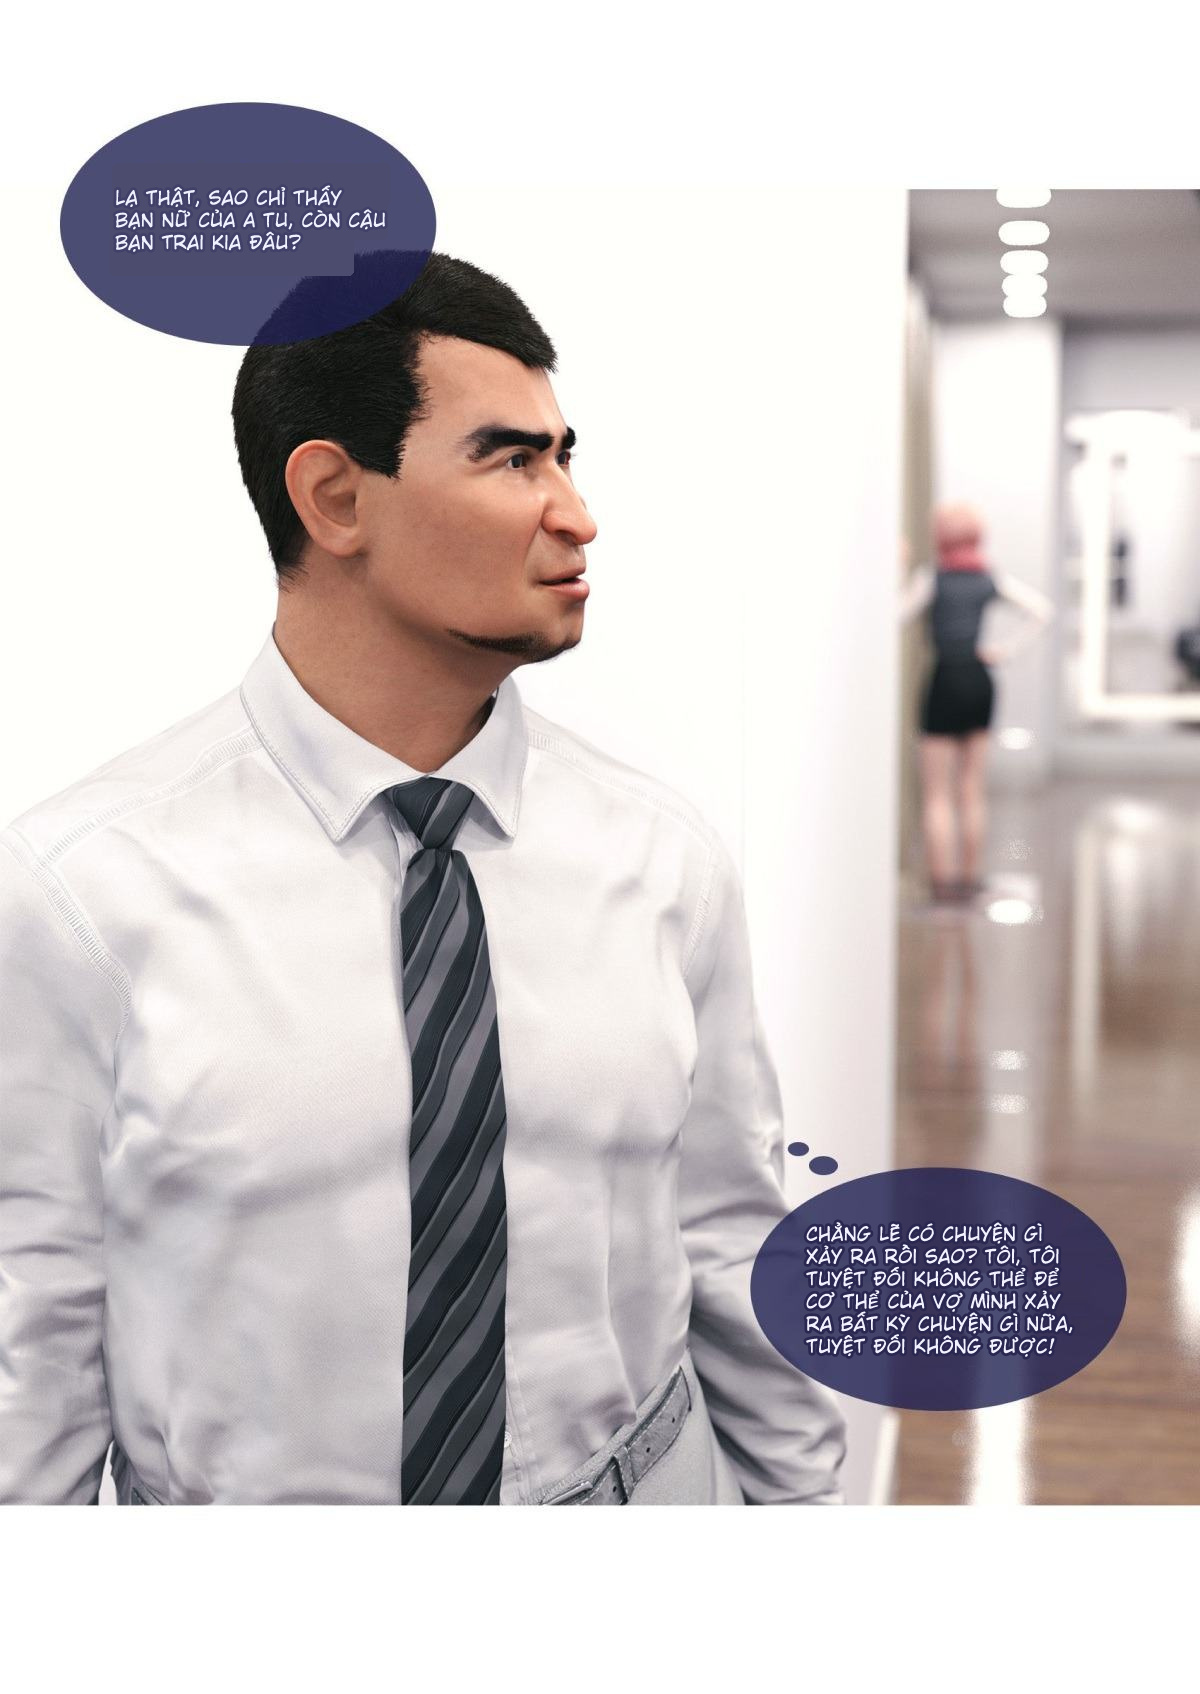 LẠ THẬT, SAO CHỈ THẤY
BẠN NỮ CỦA A TU, CÒN CẬU
BẠN TRAI KIA ĐÂU?
CHẲNG LẼ CÓ CHUYỆN GÌ
XẢY RA RỒI SAO? TÔI, TÔI
TUYỆT ĐỐI KHÔNG THỂ ĐỂ
CƠ THỂ CỦA VỢ MÌNH XẢY
RA BẤT KỲ CHUYỆN GÌ NỮA,
TUYỆT ĐỐI KHÔNG ĐƯỢC!